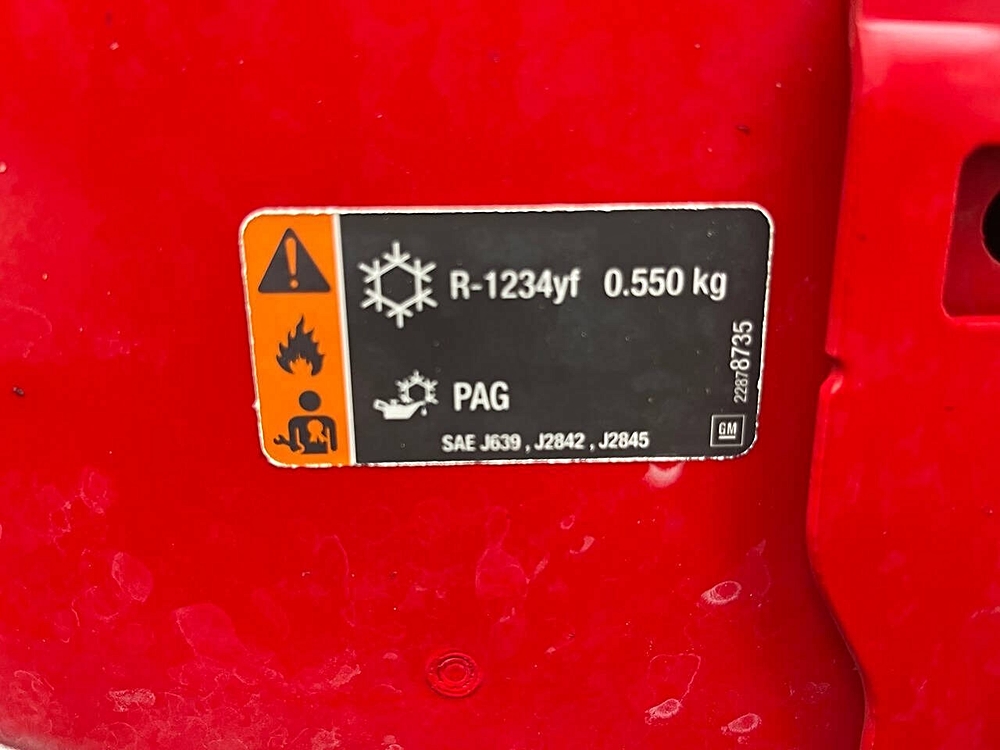 R-1234yf 0.550 kg
PAG
SAE J639 , J2842 , J2845
22878735
GM